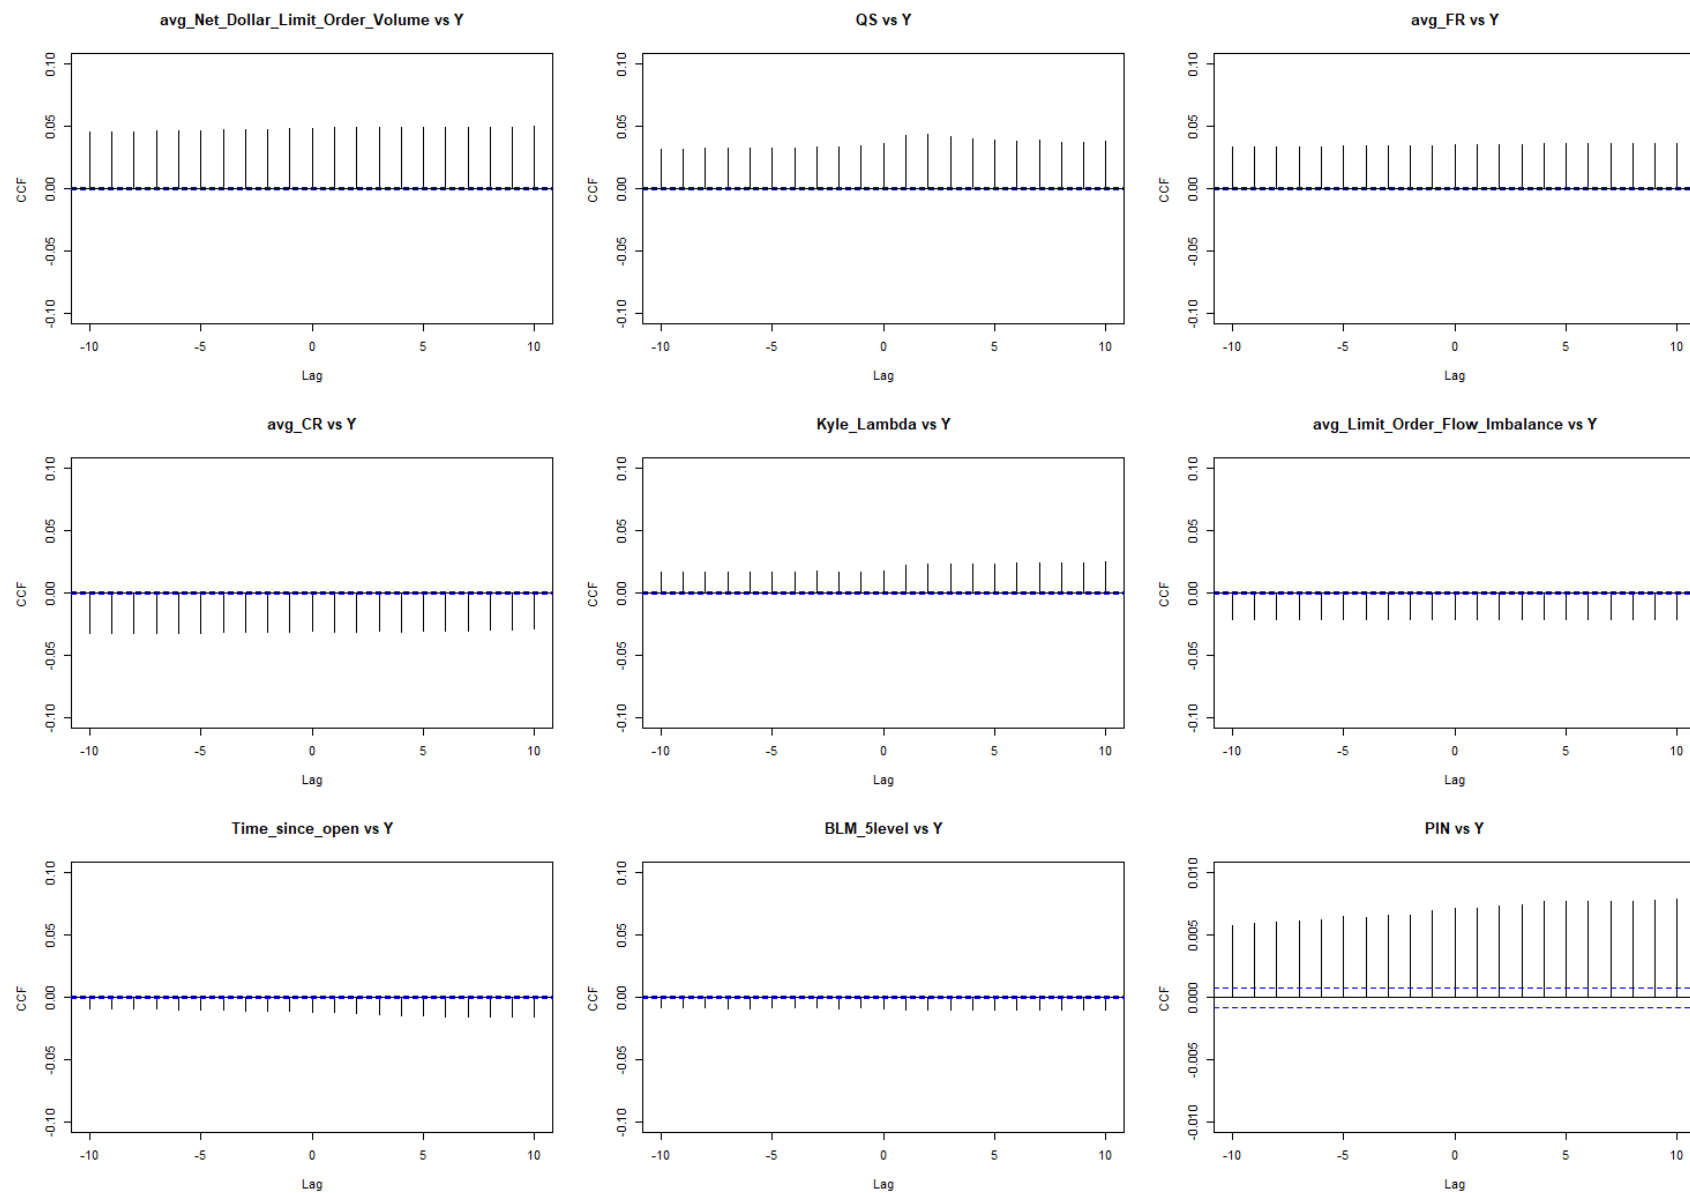 avg_Net_Dollar_Limit_Order_Volume vs Y
QS vs Y
avg_FR vs Y
CCF
0.10
0.05
0.00
-0.05
-0.10
-10 -5 0 5 10
Lag
CCF
0.10
0.05
0.00
-0.05
-0.10
-10 -5 0 5 10
Lag
CCF
0.10
0.05
0.00
-0.05
-0.10
-10 -5 0 5 10
Lag
avg_CR vs Y
Kyle_Lambda vs Y
avg_Limit_Order_Flow_Imbalance vs Y
CCF
0.10
0.05
0.00
-0.05
-0.10
-10 -5 0 5 10
Lag
CCF
0.10
0.05
0.00
-0.05
-0.10
-10 -5 0 5 10
Lag
CCF
0.10
0.05
0.00
-0.05
-0.10
-10 -5 0 5 10
Lag
Time_since_open vs Y
BLM_5level vs Y
PIN vs Y
CCF
0.10
0.05
0.00
-0.05
-0.10
-10 -5 0 5 10
Lag
CCF
0.10
0.05
0.00
-0.05
-0.10
-10 -5 0 5 10
Lag
CCF
0.010
0.005
0.000
-0.005
-0.010
-10 -5 0 5 10
Lag